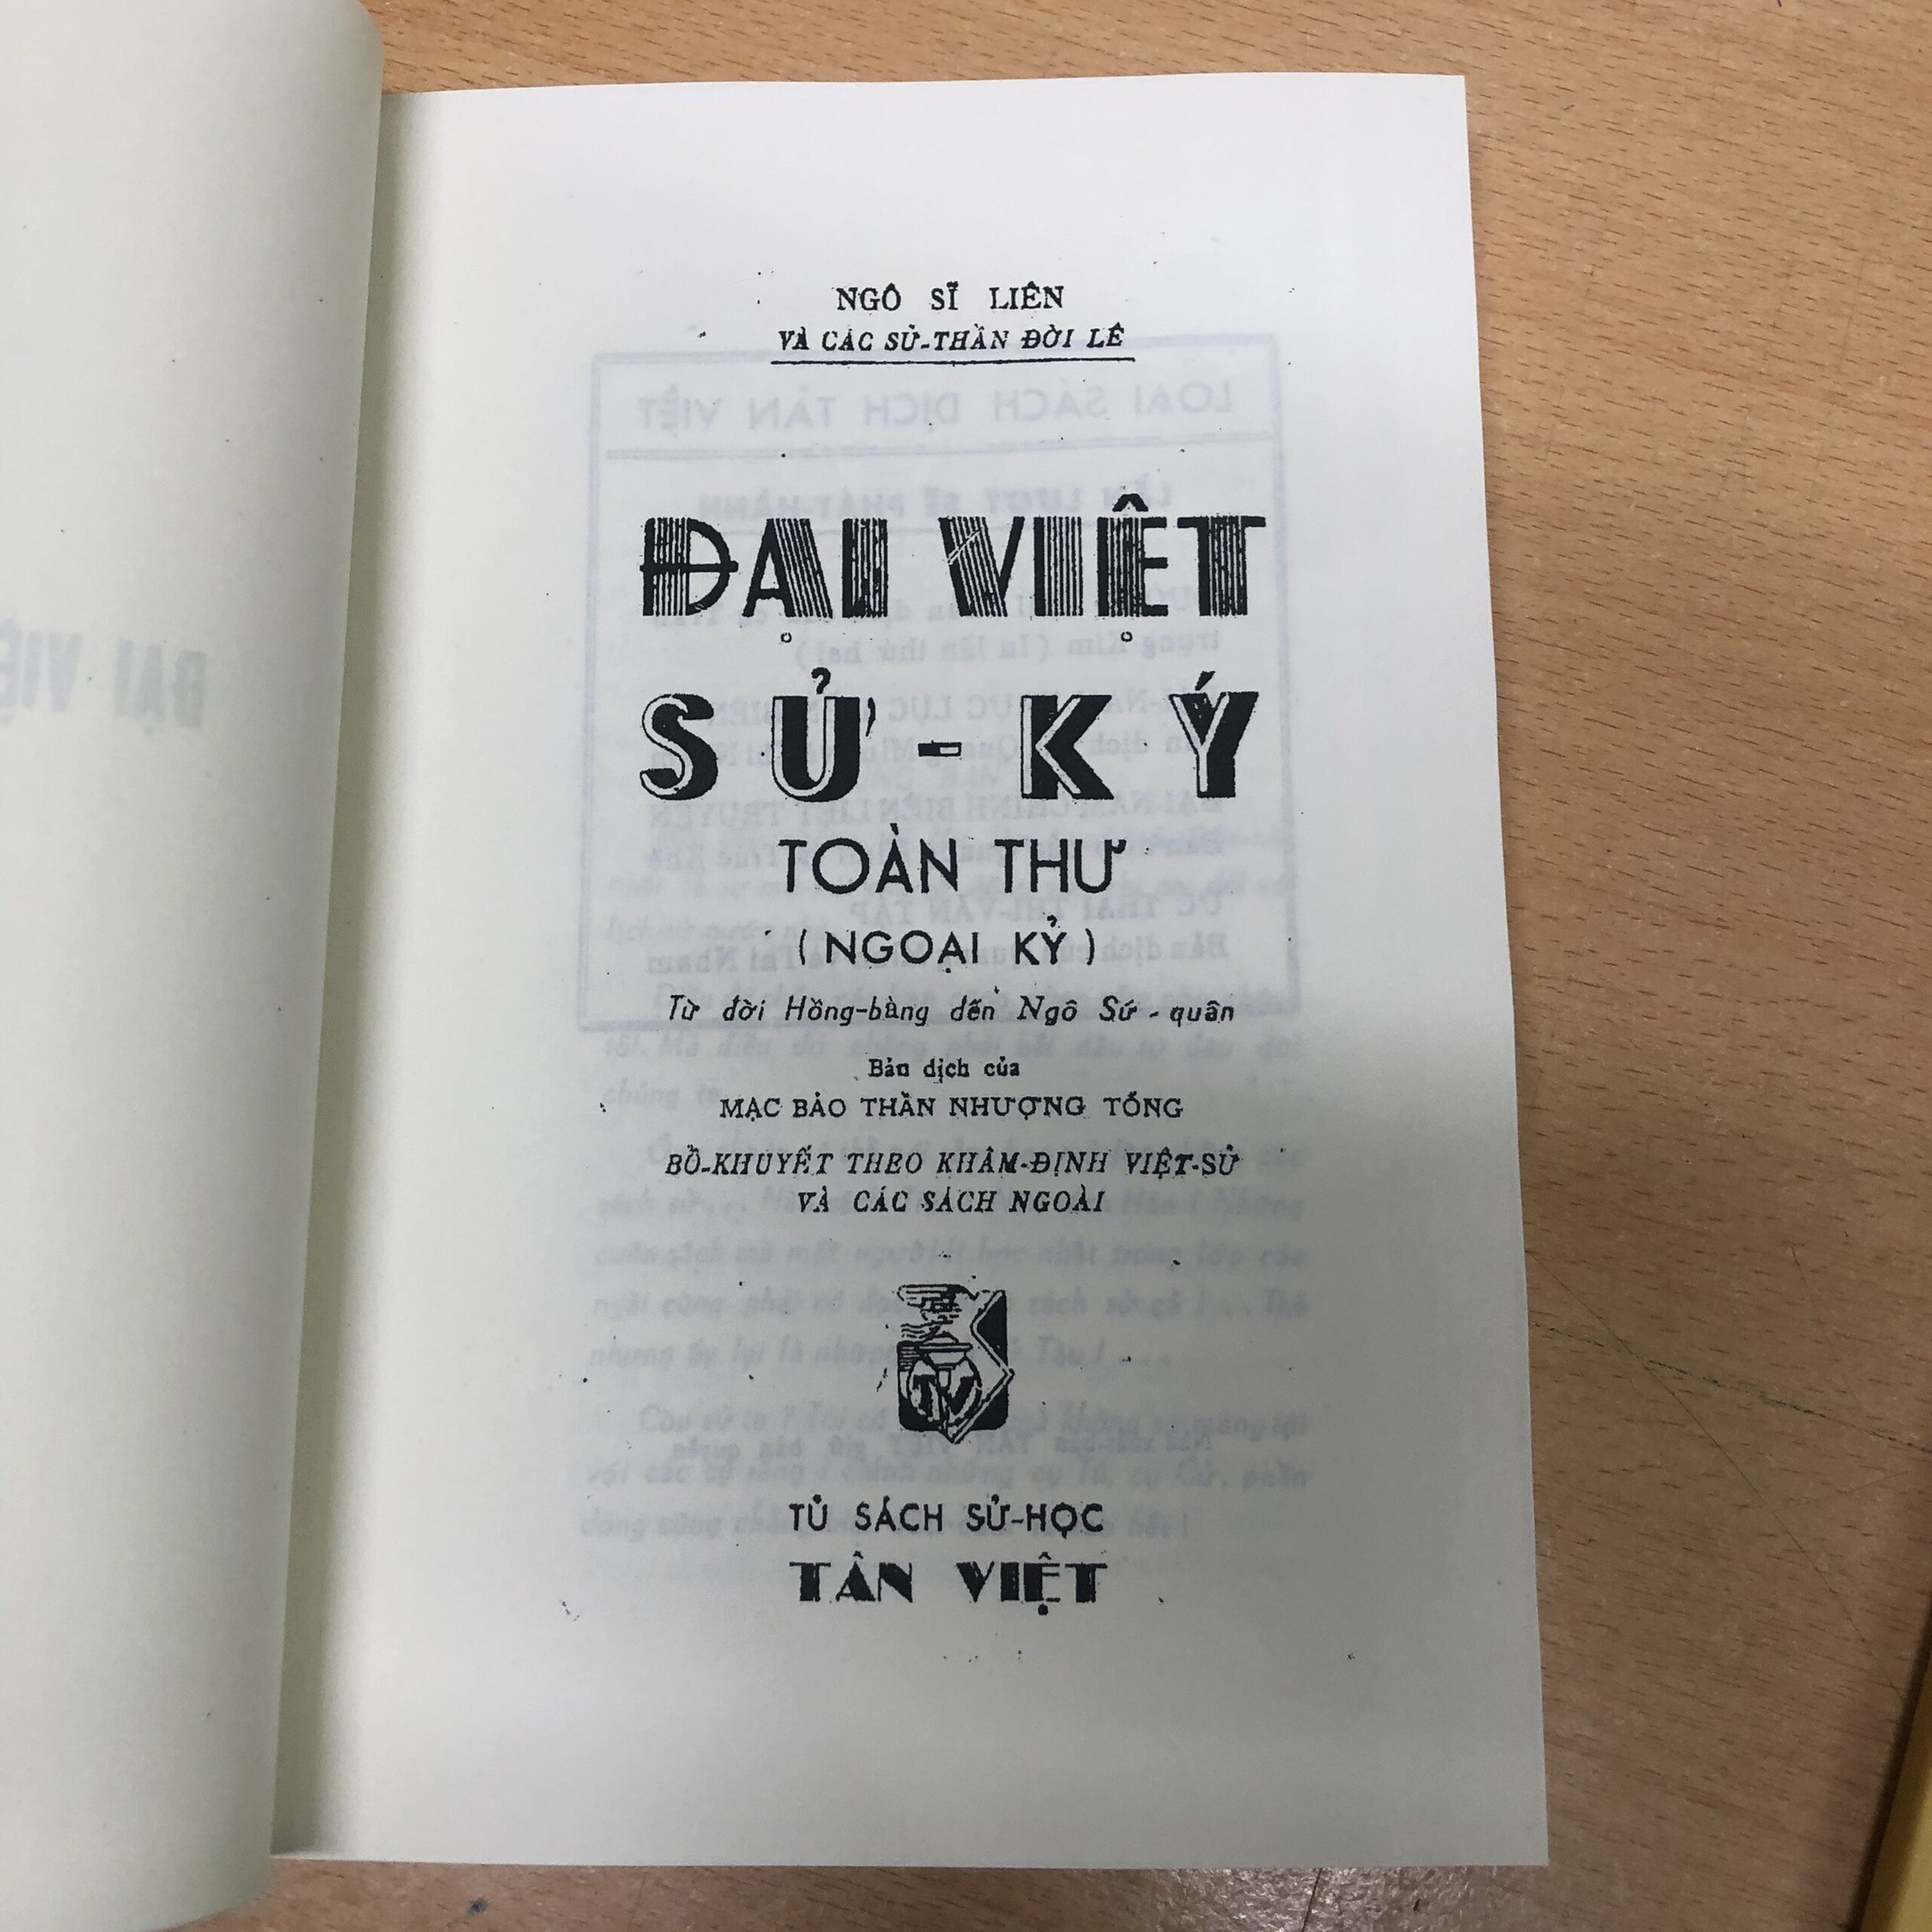 NGÔ SĨ LIÊN
VÀ CÁC SỬ-THẦN ĐỜI LÊ
ĐẠI VIỆT
SỬ-KÝ
TOÀN THƯ
(NGOẠI KỶ)
Từ đời Hồng-bàng đến Ngô Sứ-quân
Bản dịch của
MẠC BẢO THẦN NHƯỢNG TỐNG
BỒ-KHUYẾT THEO KHÂM-ĐỊNH VIỆT-SỬ
VÀ CÁC SÁCH NGOÀI
TV
TỦ SÁCH SỬ-HỌC
TÂN VIỆT